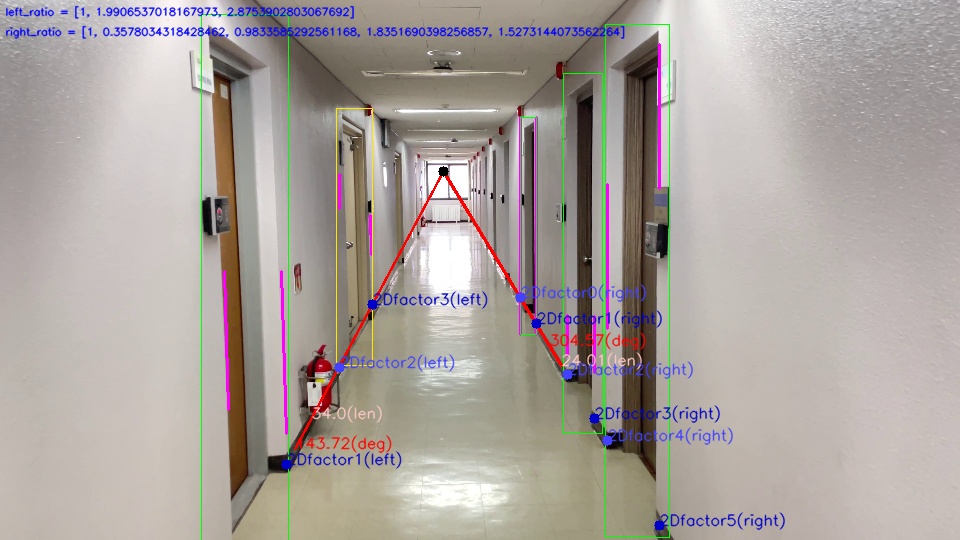 left_ratio = [1, 1.9906537018167973, 2.8753902803067692]
right_ratio = [1, 0.3578034318428462, 0.9833585292561168, 1.8351690398256857, 1.5273144073562264]
2Dfactor3(left)
2Dfactor0(right)
2Dfactor1(right)
304.57(deg)
24.01(len)
2Dfactor2(left)
2Dfactor2(right)
34.0(len)
2Dfactor3(right)
2Dfactor4(right)
43.72(deg)
2Dfactor1(left)
2Dfactor5(right)